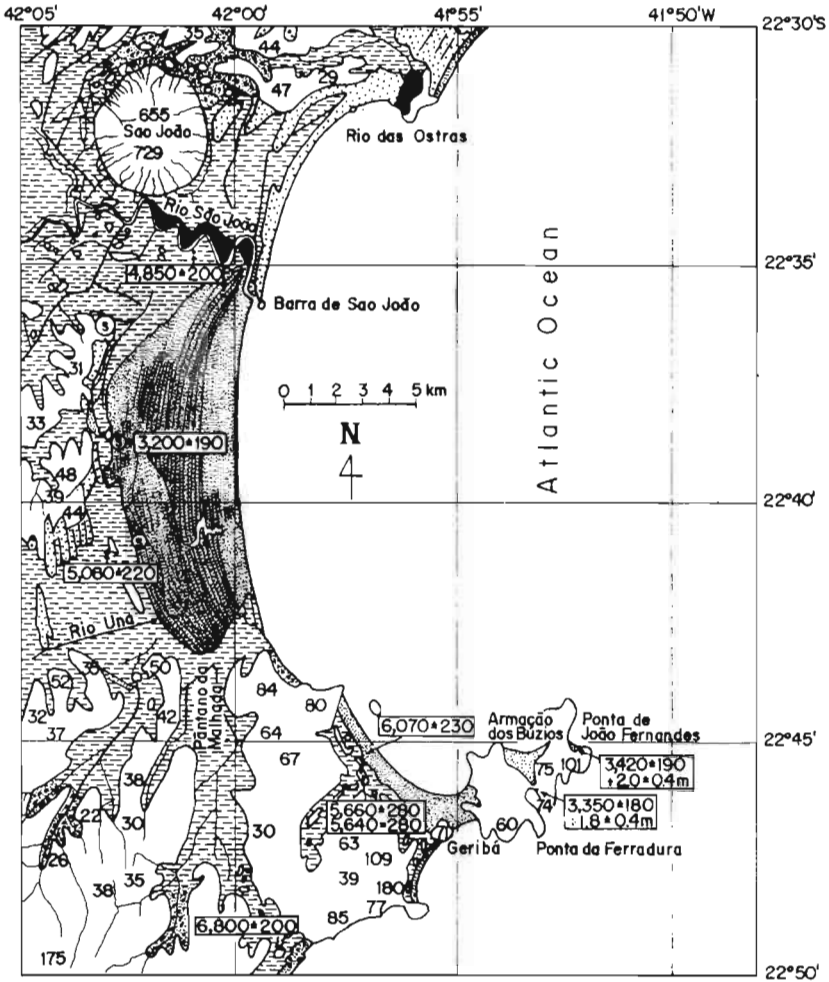 42°05' 42°00' 41°55' 41°50'W
22°30'S
35
44
47
29
655
Sao João
729
Rio das Ostras
Rio São João
8
4,850±200
22°35'
Barra de Sao João
Atlantic Ocean
0 1 2 3 4 5 km
N
31
33
3,200±190
48
39
44
22°40'
5,080±220
Rio Una
50
52
42
32
37
Pântano da
Malhada
84
80
64
67
6,070±230
Armação
dos Búzios
Ponta de
João Fernandes
22°45'
75
101
3,420±190
+2.0±0.4m
74
3,350±180
1.8±0.4m
38
22
30
30
5,640±280
60
Geribá
Ponta da Ferradura
63
109
26
38
35
39
180
77
85
6,800±200
175
22°50'